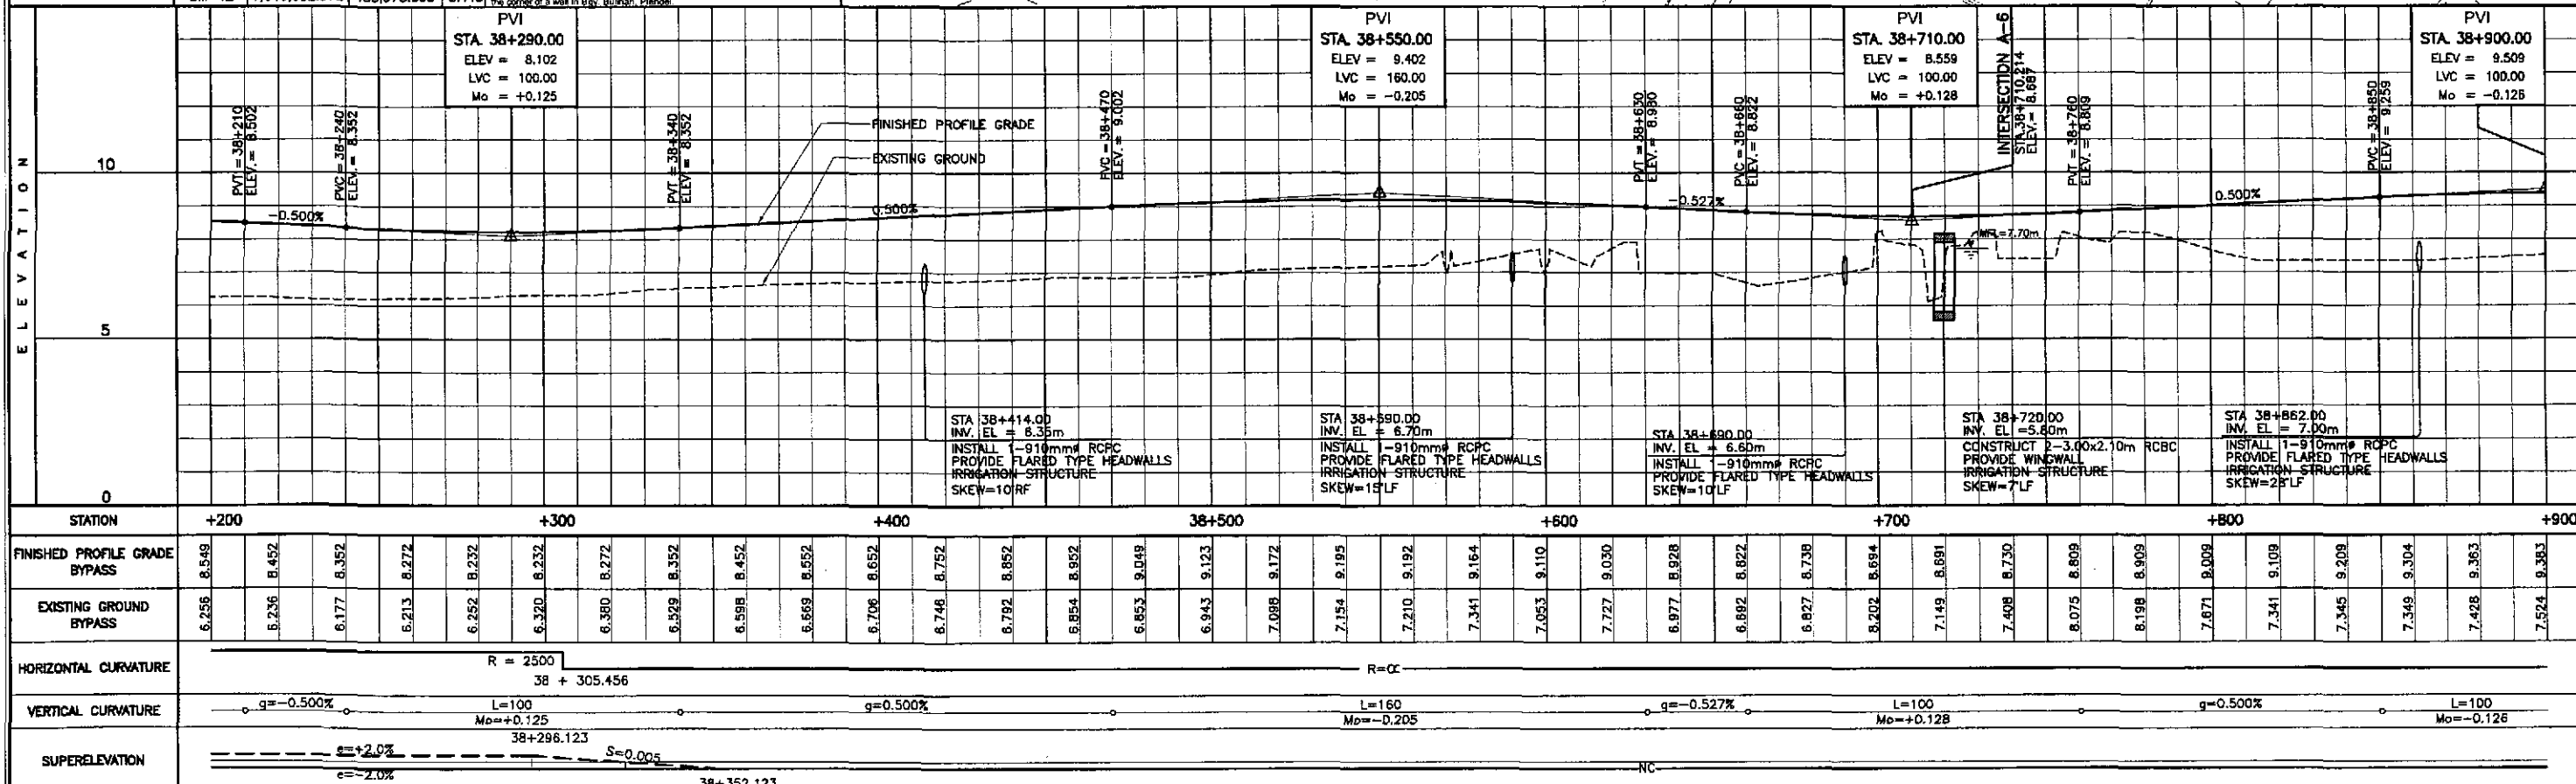 the corner of a wall in Bgy.
PVI
STA. 38+290.00
ELEV = 8.102
LVC = 100.00
Mo = +0.125
PVI
STA. 38+550.00
ELEV = 9.402
LVC = 160.00
Mo = -0.205
PVI
STA. 38+710.00
ELEV = 8.559
LVC = 100.00
Mo = +0.128
INTERSECTION A-6
STA.38+710.214
ELEV.= 8.687
PVI
STA. 38+900.00
ELEV = 9.509
LVC = 100.00
Mo = -0.126
PVT = 38+210
ELEV. = 8.502
PVC = 38+240
ELEV. = 8.352
PVT = 38+340
ELEV. = 8.352
PVC = 38+470
ELEV. = 9.002
PVT = 38+630
ELEV. = 8.980
PVC = 38+660
ELEV. = 8.822
PVT = 38+760
ELEV. = 8.809
PVC = 38+850
ELEV. = 9.259
FINISHED PROFILE GRADE
EXISTING GROUND
ELEVATION
10
5
0
-0.500%
0.500%
-0.527%
0.500%
MFL=7.70m
STA 38+414.00
INV. EL = 6.35m
INSTALL 1-910mmø RCPC
PROVIDE FLARED TYPE HEADWALLS
IRRIGATION STRUCTURE
SKEW=10°RF
STA 38+590.00
INV. EL = 6.70m
INSTALL 1-910mmø RCPC
PROVIDE FLARED TYPE HEADWALLS
IRRIGATION STRUCTURE
SKEW=15°LF
STA 38+690.00
INV. EL = 6.60m
INSTALL 1-910mmø RCPC
PROVIDE FLARED TYPE HEADWALLS
SKEW=10°LF
STA 38+720.00
INV. EL =5.80m
CONSTRUCT 2-3.00x2.10m RCBC
PROVIDE WINGWALL
IRRIGATION STRUCTURE
SKEW=7°LF
STA 38+862.00
INV. EL = 7.00m
INSTALL 1-910mmø RCPC
PROVIDE FLARED TYPE HEADWALLS
IRRIGATION STRUCTURE
SKEW=28°LF
STATION +200 +300 +400 38+500 +600 +700 +800 +900
FINISHED PROFILE GRADE
BYPASS
8.549 8.452 8.352 8.272 8.232 8.232 8.272 8.352 8.452 8.552 8.652 8.752 8.852 8.952 9.049 9.123 9.172 9.195 9.192 9.164 9.110 9.030 8.928 8.822 8.738 8.694 8.691 8.730 8.809 8.909 9.009 9.109 9.209 9.304 9.363 9.383
EXISTING GROUND
BYPASS
6.256 6.236 6.177 6.213 6.252 6.320 6.380 6.529 6.598 6.669 6.706 6.746 6.792 6.854 6.853 6.943 7.098 7.154 7.210 7.341 7.053 7.727 6.977 6.692 6.827 8.202 7.149 7.408 8.075 8.198 7.671 7.341 7.345 7.349 7.428 7.524
HORIZONTAL CURVATURE R = 2500 R=∞
38 + 305.456
VERTICAL CURVATURE g=-0.500% L=100 g=0.500% L=160 g=-0.527% L=100 g=0.500% L=100
Mo=+0.125 Mo=-0.205 Mo=+0.128 Mo=-0.126
38+296.123
SUPERELEVATION e=+2.0% S=0.005 NC
e=-2.0%
38+352.123